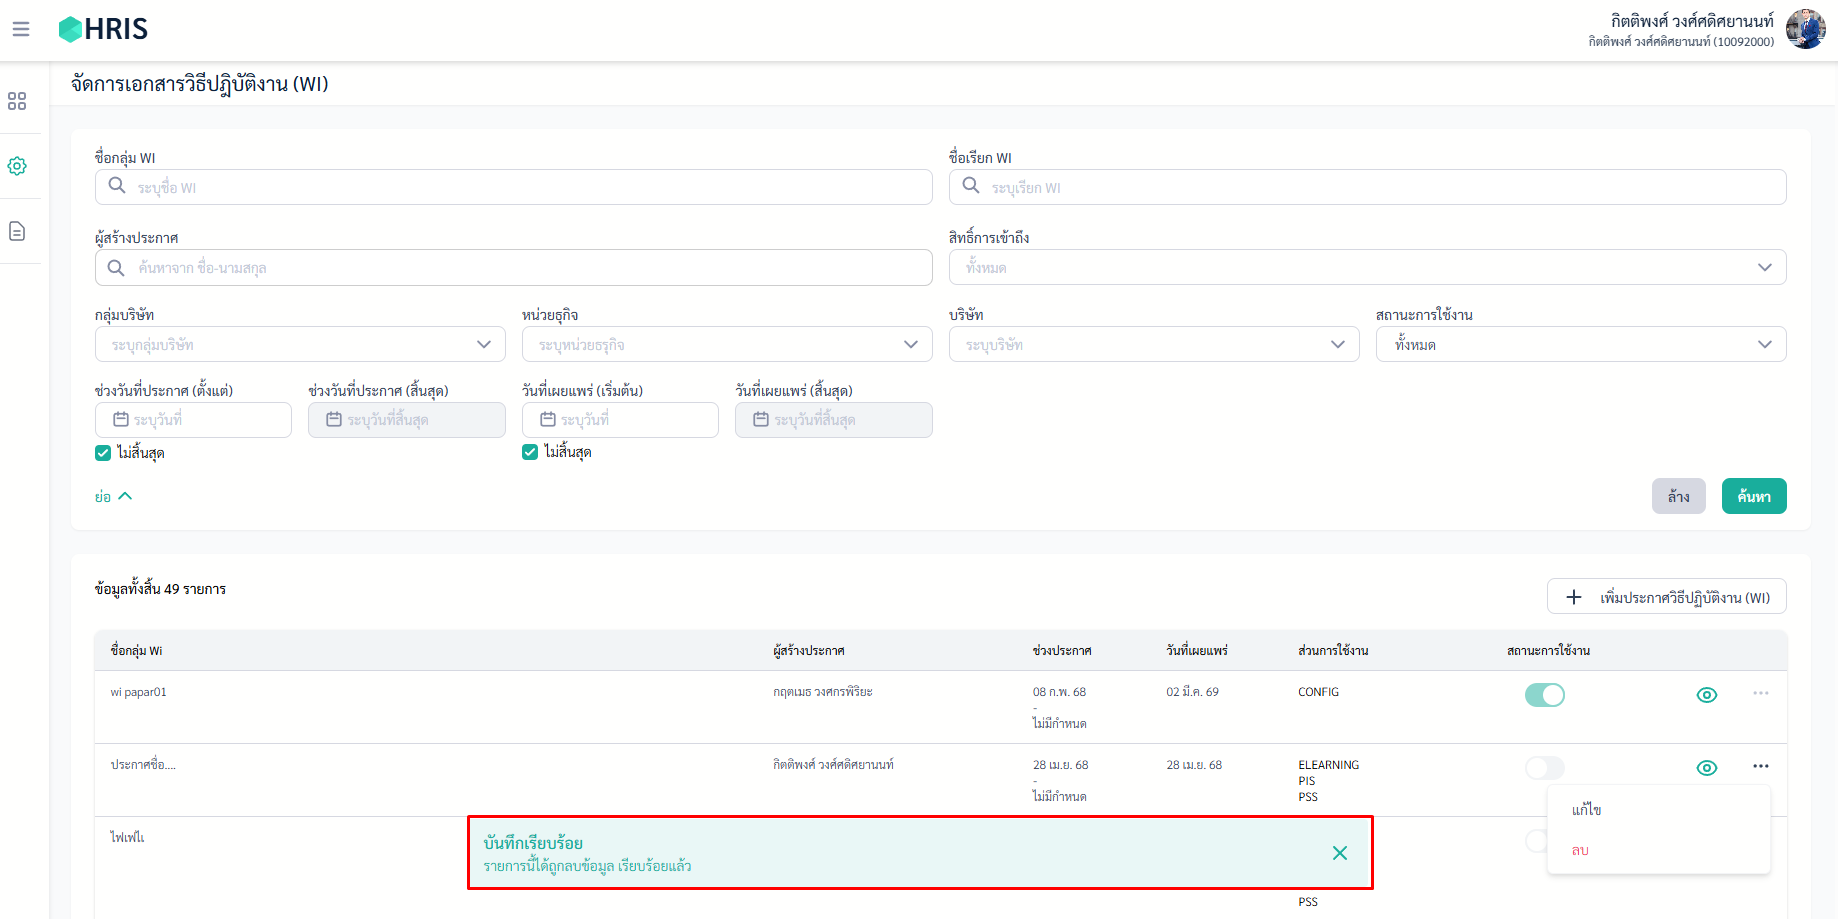 HRIS
กิตติพงศ์ วงศ์ศดิศยานนท์
กิตติพงศ์ วงศ์ศดิศยานนท์ (10092000)
จัดการเอกสารวิธีปฏิบัติงาน (WI)
ชื่อกลุ่ม WI
ชื่อเรียก WI
ระบุชื่อ WI
ระบุเรียก WI
ผู้สร้างประกาศ
สิทธิ์การเข้าถึง
ค้นหาจาก ชื่อ-นามสกุล
ทั้งหมด
กลุ่มบริษัท
หน่วยธุกิจ
บริษัท
สถานะการใช้งาน
ระบุกลุ่มบริษัท
ระบุหน่วยธรุกิจ
ระบุบริษัท
ทั้งหมด
ช่วงวันที่ประกาศ (ตั้งแต่)
ช่วงวันที่ประกาศ (สิ้นสุด)
วันที่เผยแพร่ (เริ่มต้น)
วันที่เผยแพร่ (สิ้นสุด)
ระบุวันที่
ระบุวันที่สิ้นสุด
ระบุวันที่
ระบุวันที่สิ้นสุด
ไม่สิ้นสุด
ไม่สิ้นสุด
ย่อ
ล้าง
ค้นหา
ข้อมูลทั้งสิ้น 49 รายการ
เพิ่มประกาศวิธีปฏิบัติงาน (WI)
ชื่อกลุ่ม Wi
ผู้สร้างประกาศ
ช่วงประกาศ
วันที่เผยแพร่
ส่วนการใช้งาน
สถานะการใช้งาน
wi papar01
กฤตเมธ วงศกรพิริยะ
08 ก.พ. 68
-
ไม่มีกำหนด
02 มี.ค. 69
CONFIG
ประกาศชื่อ....
กิตติพงศ์ วงศ์ศดิศยานนท์
28 เม.ย. 68
-
ไม่มีกำหนด
28 เม.ย. 68
ELEARNING
PIS
PSS
แก้ไข
ลบ
ไฟเฟไเ
บันทึกเรียบร้อย
รายการนี้ได้ถูกลบข้อมูล เรียบร้อยแล้ว
PSS